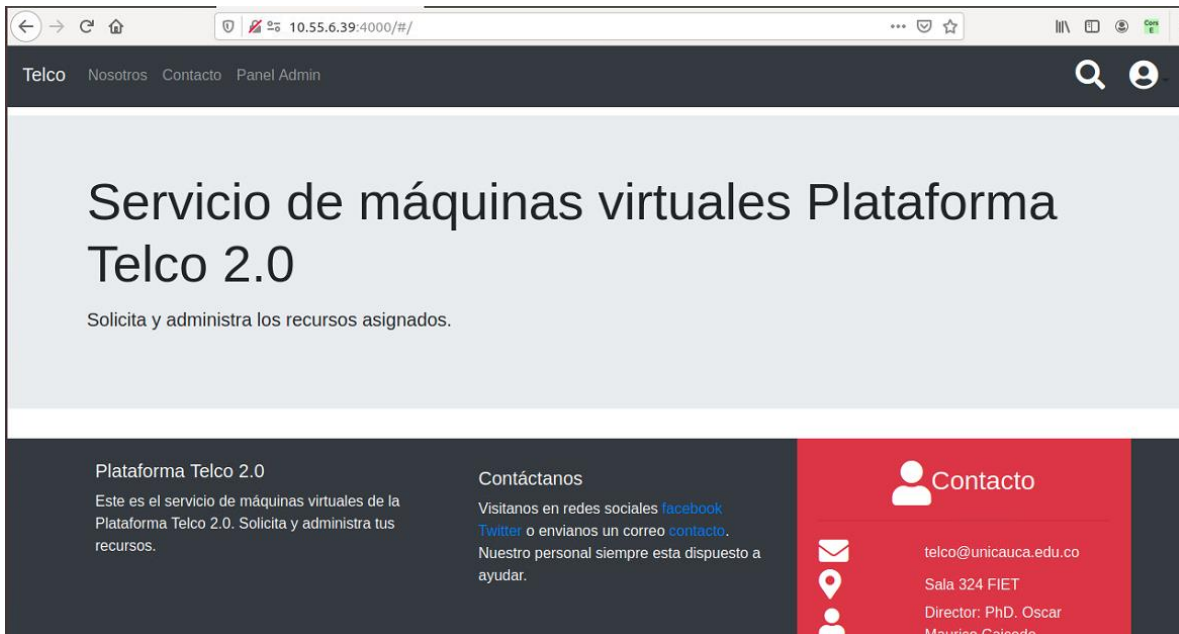 10.55.6.39:4000/#/
Telco Nosotros Contacto Panel Admin
Servicio de máquinas virtuales Plataforma
Telco 2.0
Solicita y administra los recursos asignados.
Plataforma Telco 2.0
Este es el servicio de máquinas virtuales de la
Plataforma Telco 2.0. Solicita y administra tus
recursos.
Contáctanos
Visitanos en redes sociales facebook
Twitter o envianos un correo contacto.
Nuestro personal siempre esta dispuesto a
ayudar.
Contacto
telco@unicauca.edu.co
Sala 324 FIET
Director: PhD. Oscar